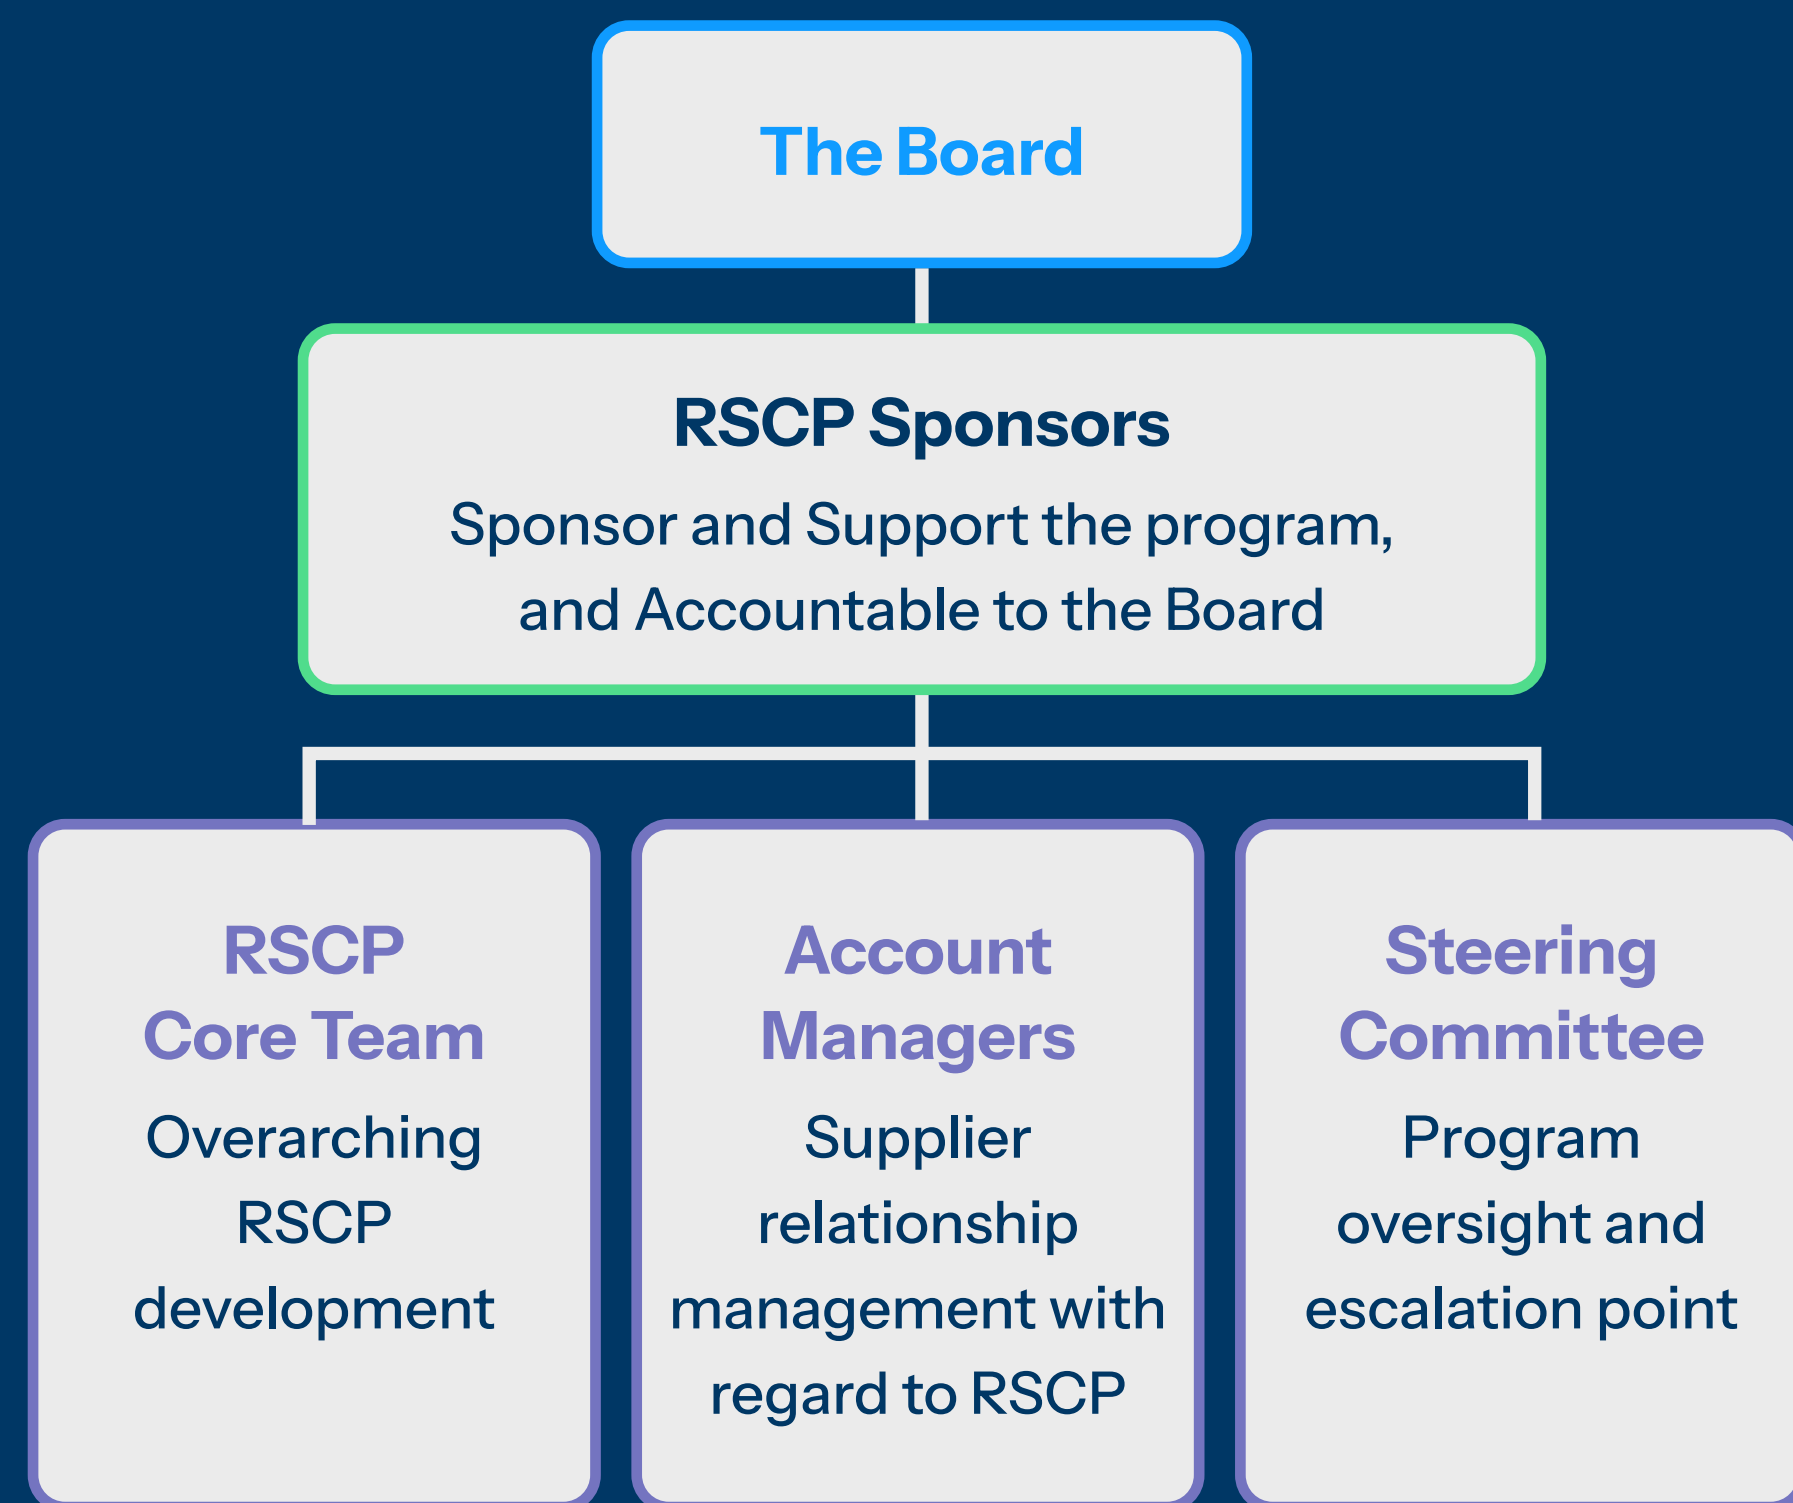 The Board
RSCP Sponsors
Sponsor and Support the program,
and Accountable to the Board
RSCP
Core Team
Overarching
RSCP
development
Account
Managers
Supplier
relationship
management with
regard to RSCP
Steering
Committee
Program
oversight and
escalation point